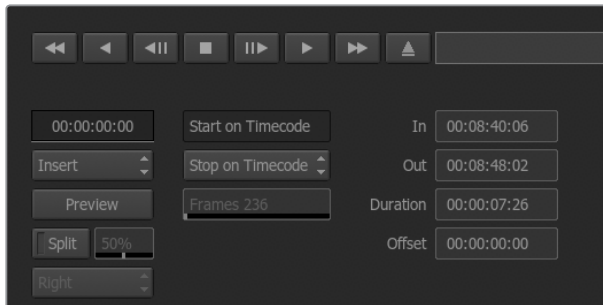 00:00:00:00 Start on Timecode In 00:08:40:06
Insert Stop on Timecode Out 00:08:48:02
Preview Frames 236 Duration 00:00:07:26
Split 50% Offset 00:00:00:00
Right